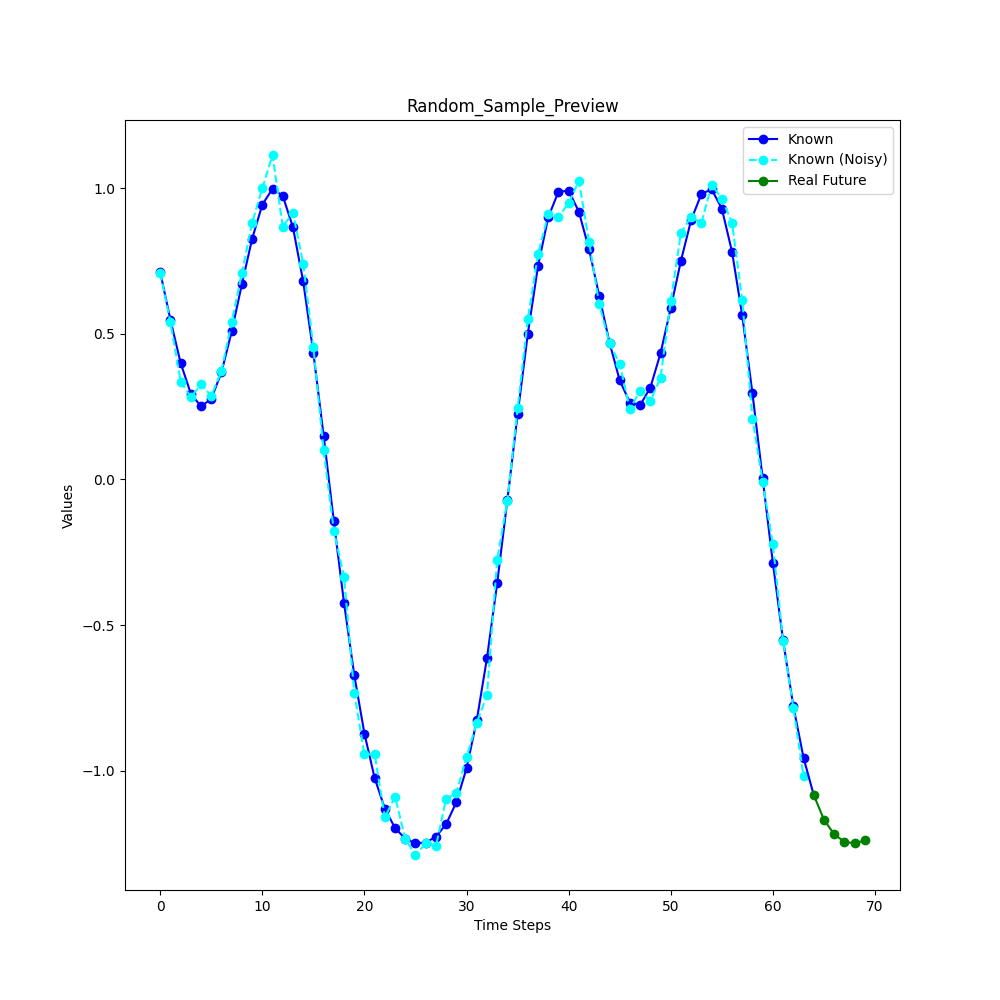 Random_Sample_Preview
Known
Known (Noisy)
Real Future
1.0
0.5
0.0
−0.5
−1.0
Values
0 10 20 30 40 50 60 70
Time Steps